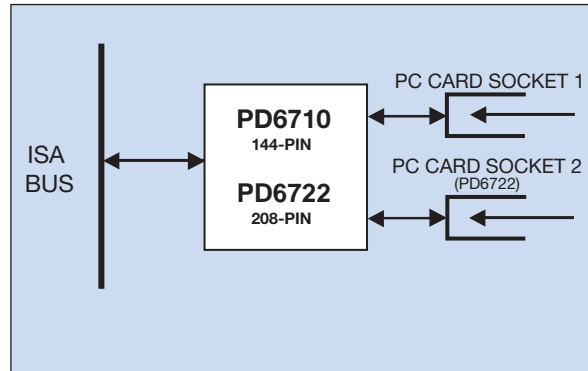 ISA
BUS
PD6710
144-PIN
PD6722
208-PIN
PC CARD SOCKET 1
PC CARD SOCKET 2
(PD6722)